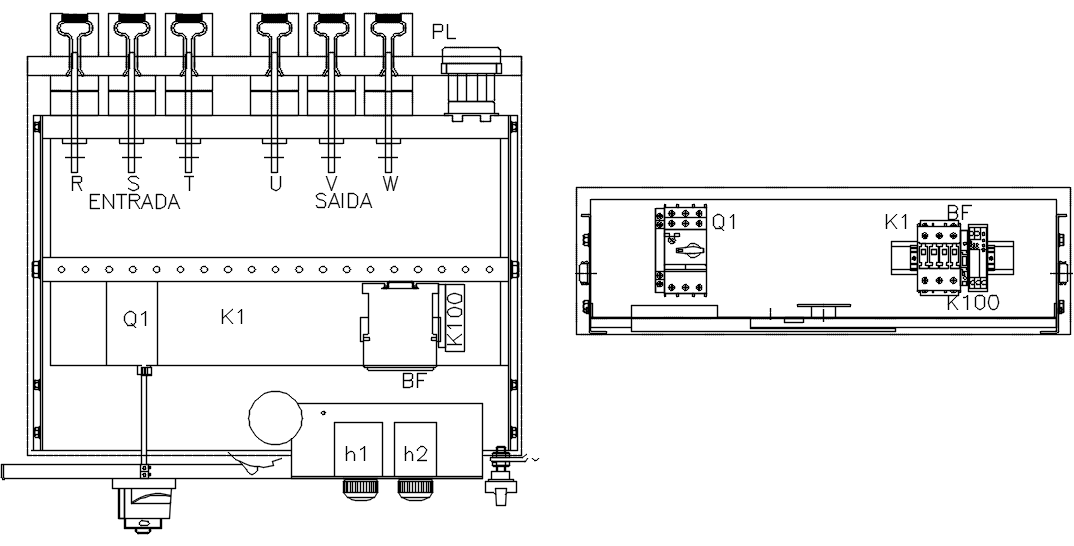 PL
R S T U V W
ENTRADA SAIDA
Q1 K1 K100
BF
h1 h2
Q1 K1 BF
K100